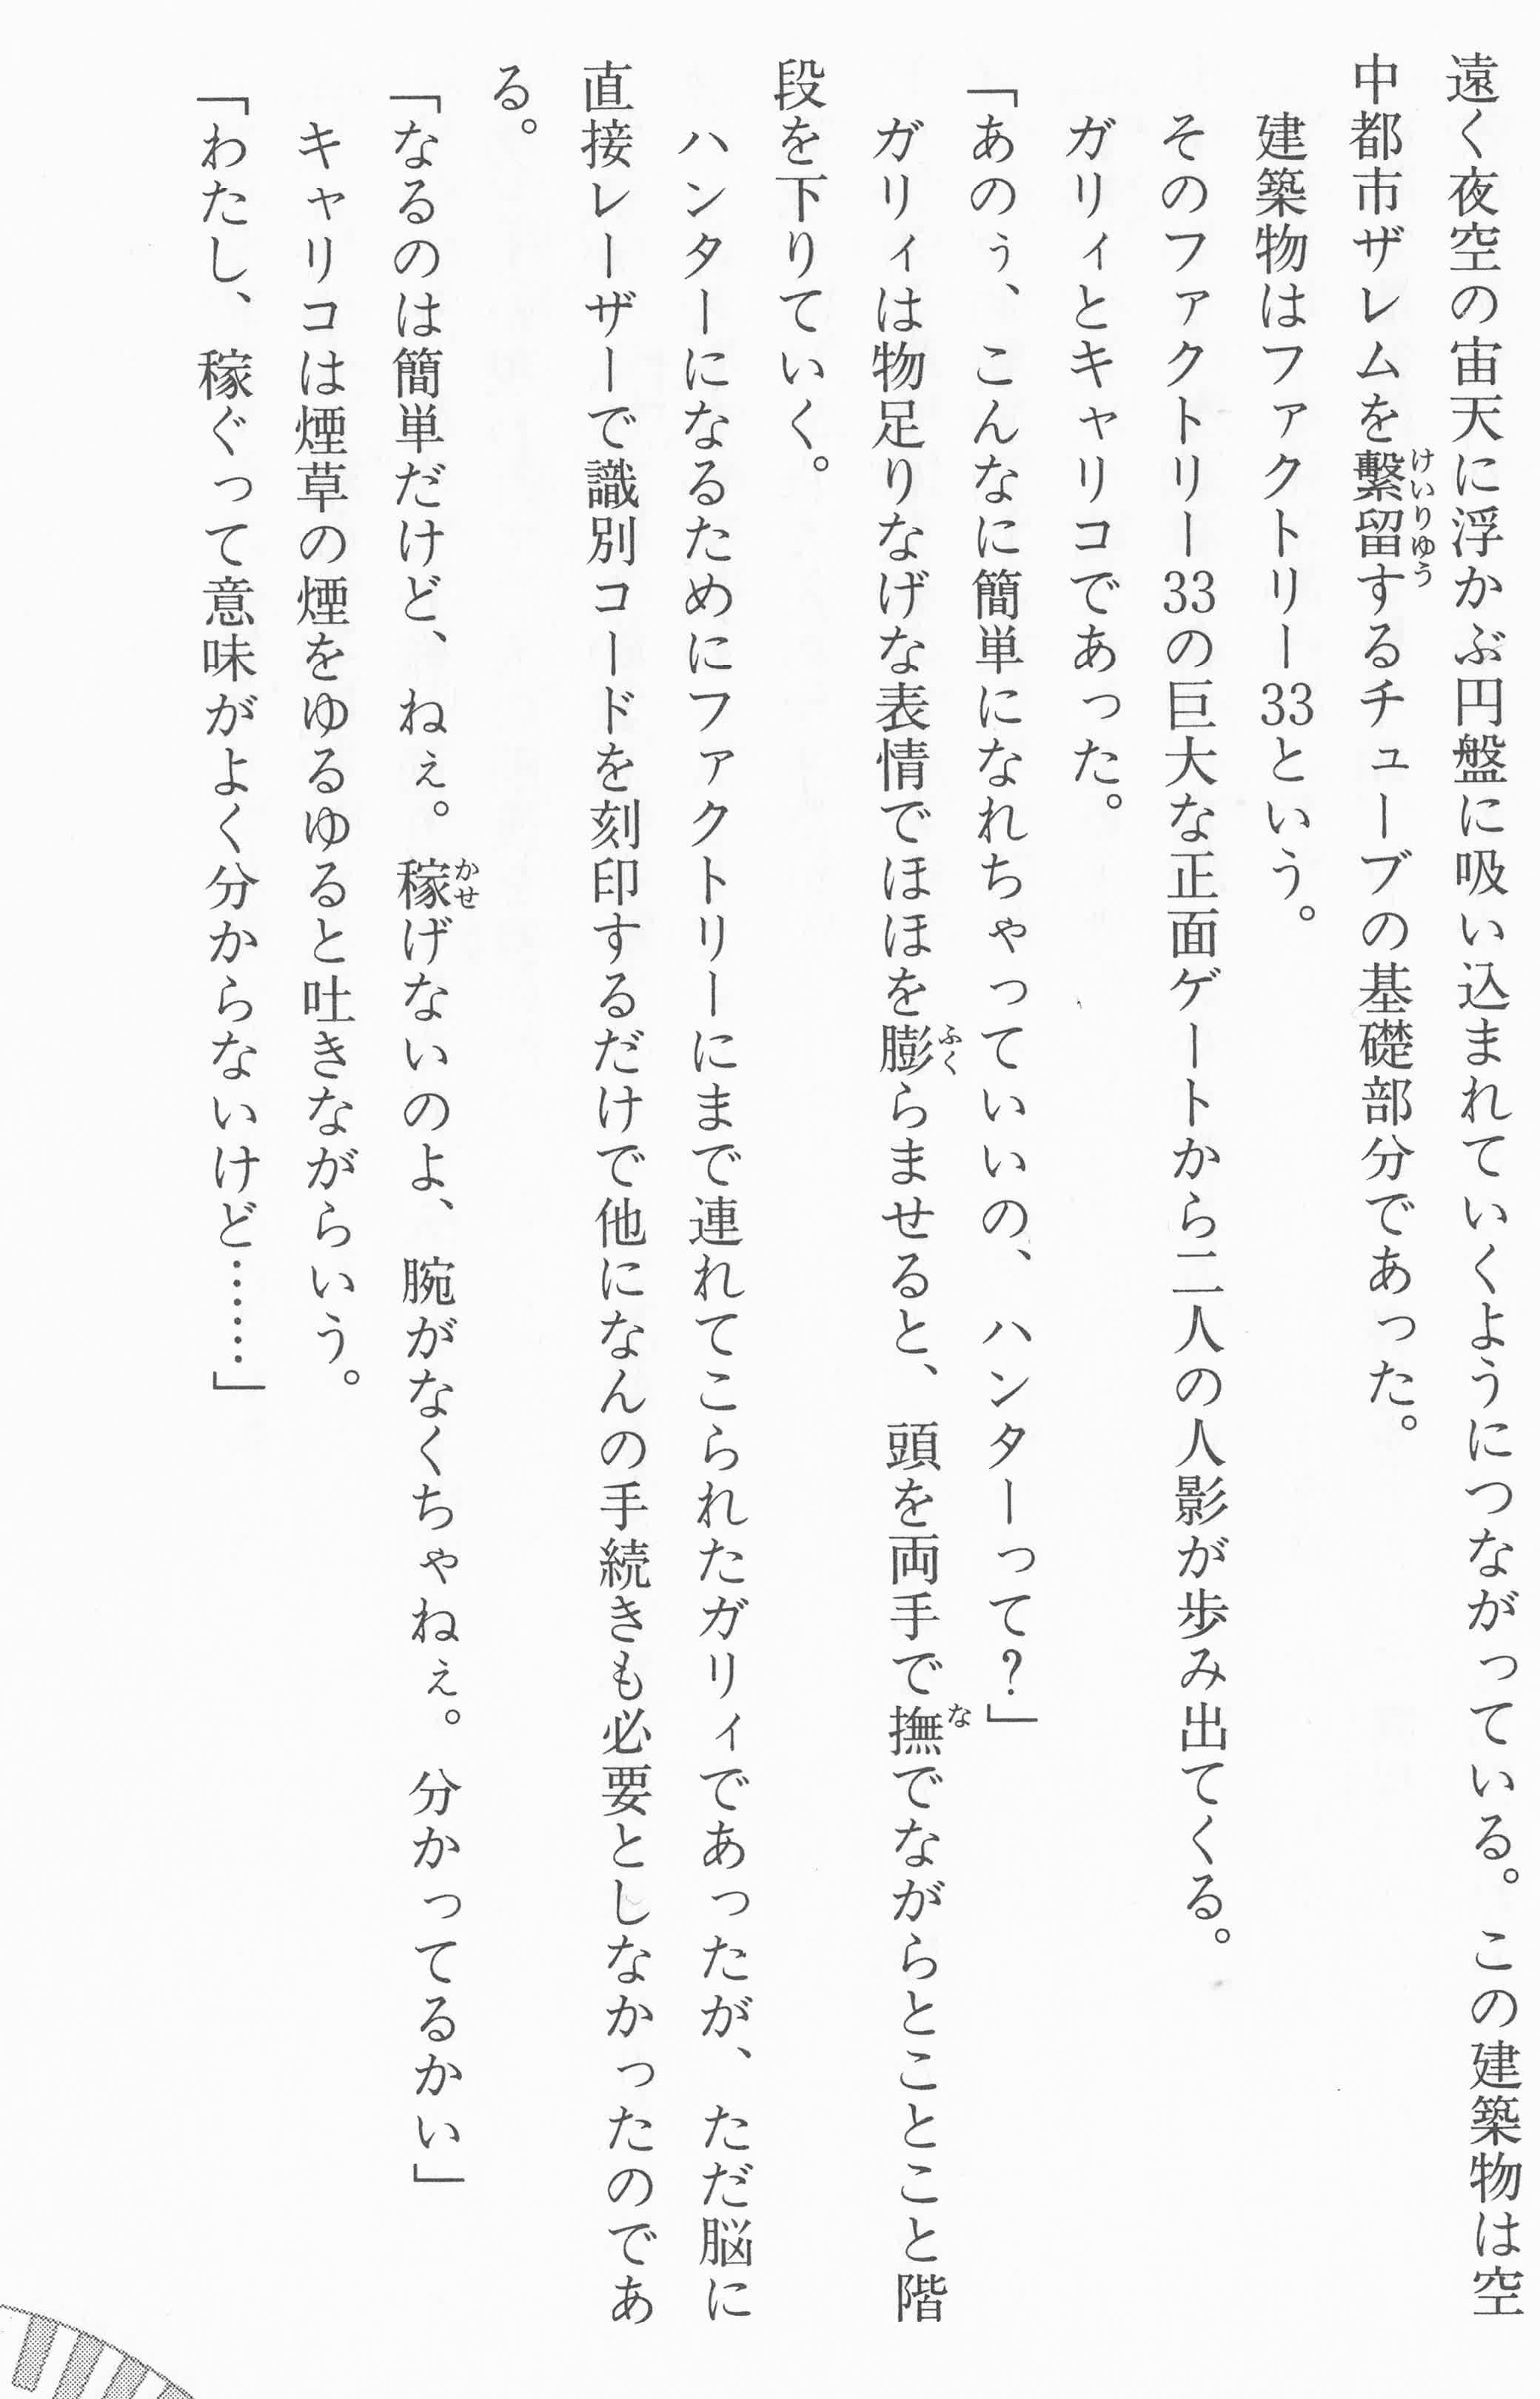 遠く夜空の宙天に浮かぶ円盤に吸い込まれていくようにつながっている。この建築物は空
中都市ザレムを繫留するチューブの基礎部分であった。
建築物はファクトリー33という。
そのファクトリー33の巨大な正面ゲートから二人の人影が歩み出てくる。
ガリィとキャリコであった。
「あのぅ、こんなに簡単になれちゃっていいの、ハンターって?」
ガリィは物足りなげな表情でほほを膨らませると、頭を両手で撫でながらとことこと階
段を下りていく。
ハンターになるためにファクトリーにまで連れてこられたガリィであったが、ただ脳に
直接レーザーで識別コードを刻印するだけで他になんの手続きも必要としなかったのであ
る。
「なるのは簡単だけど、ねぇ。稼げないのよ、腕がなくちゃねぇ。分かってるかい」
キャリコは煙草の煙をゆるゆると吐きながらいう。
「わたし、稼ぐって意味がよく分からないけど……」